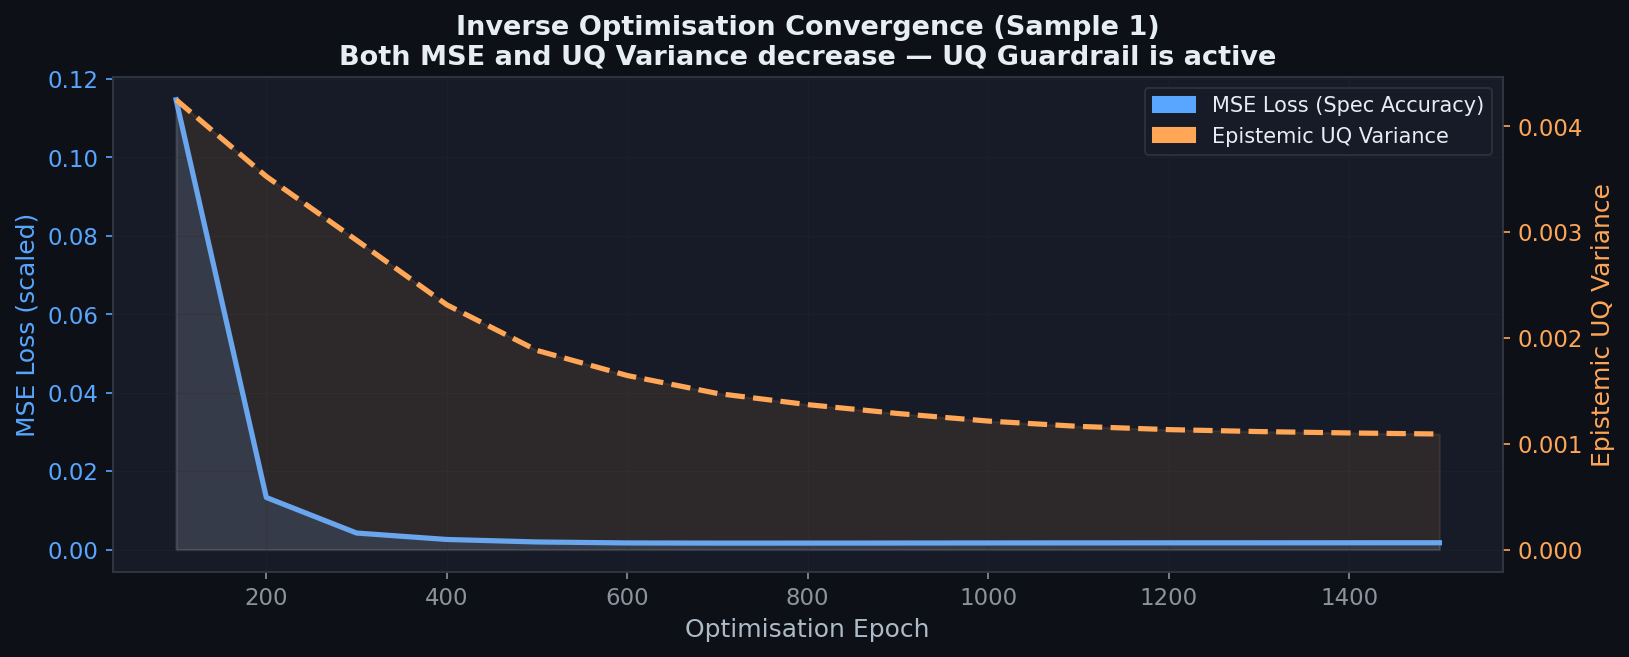 Inverse Optimisation Convergence (Sample 1)
Both MSE and UQ Variance decrease — UQ Guardrail is active
MSE Loss (Spec Accuracy)
Epistemic UQ Variance
MSE Loss (scaled)
0.12
0.10
0.08
0.06
0.04
0.02
0.00
0.004
0.003
0.002
0.001
0.000
Epistemic UQ Variance
200 400 600 800 1000 1200 1400
Optimisation Epoch